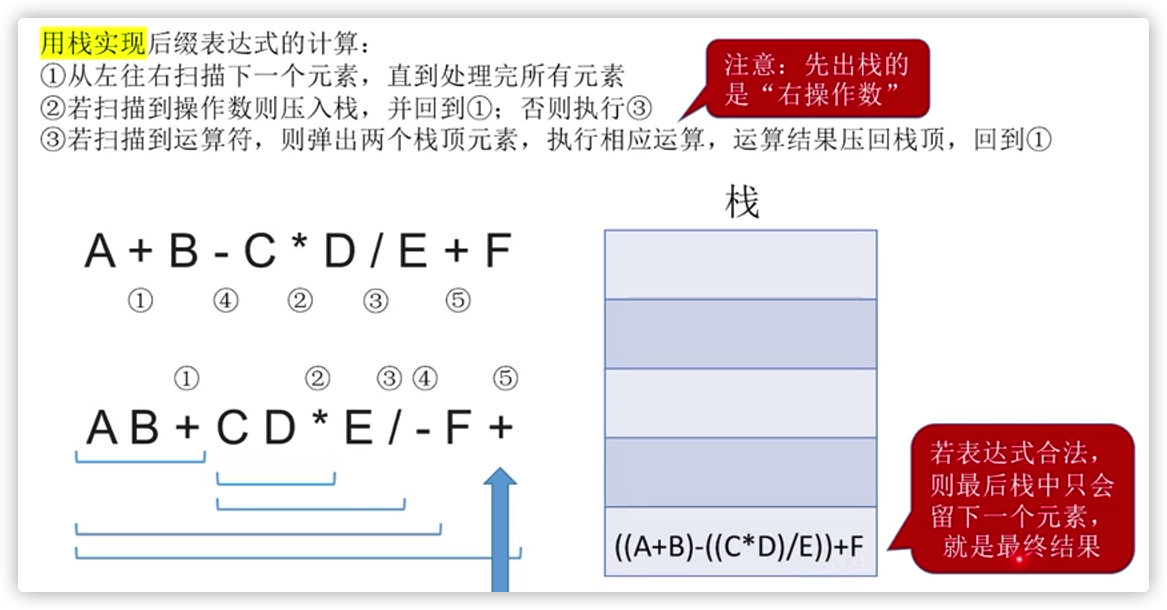 用栈实现后缀表达式的计算：
①从左往右扫描下一个元素，直到处理完所有元素
②若扫描到操作数则压入栈，并回到①；否则执行③
③若扫描到运算符，则弹出两个栈顶元素，执行相应运算，运算结果压回栈顶，回到①
注意：先出栈的
是“右操作数”
A + B - C * D / E + F
① ④ ② ③ ⑤
① ② ③ ④ ⑤
A B + C D * E / - F +
栈
((A+B)-((C*D)/E))+F
若表达式合法，
则最后栈中只会
留下一个元素，
就是最终结果